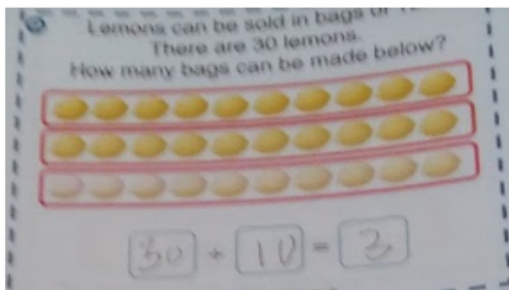 Lemons can be sold in bags of
There are 30 lemons.
How many bags can be made below?
30 ÷ 10 = 3